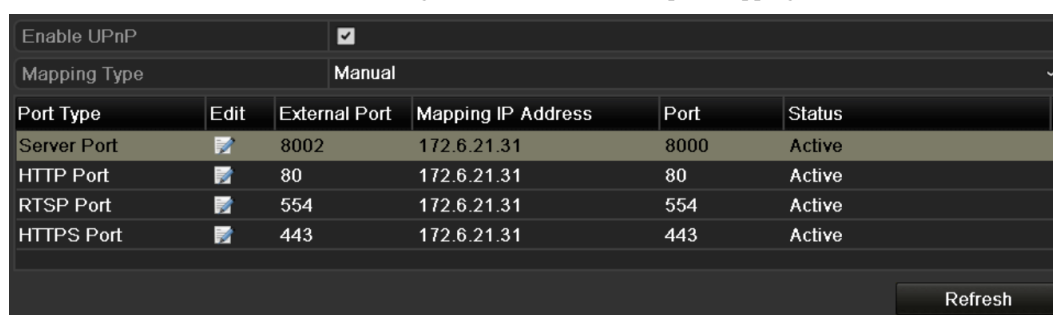 Enable UPnP
Mapping Type Manual
Port Type Edit External Port Mapping IP Address Port Status
Server Port 8002 172.6.21.31 8000 Active
HTTP Port 80 172.6.21.31 80 Active
RTSP Port 554 172.6.21.31 554 Active
HTTPS Port 443 172.6.21.31 443 Active
Refresh